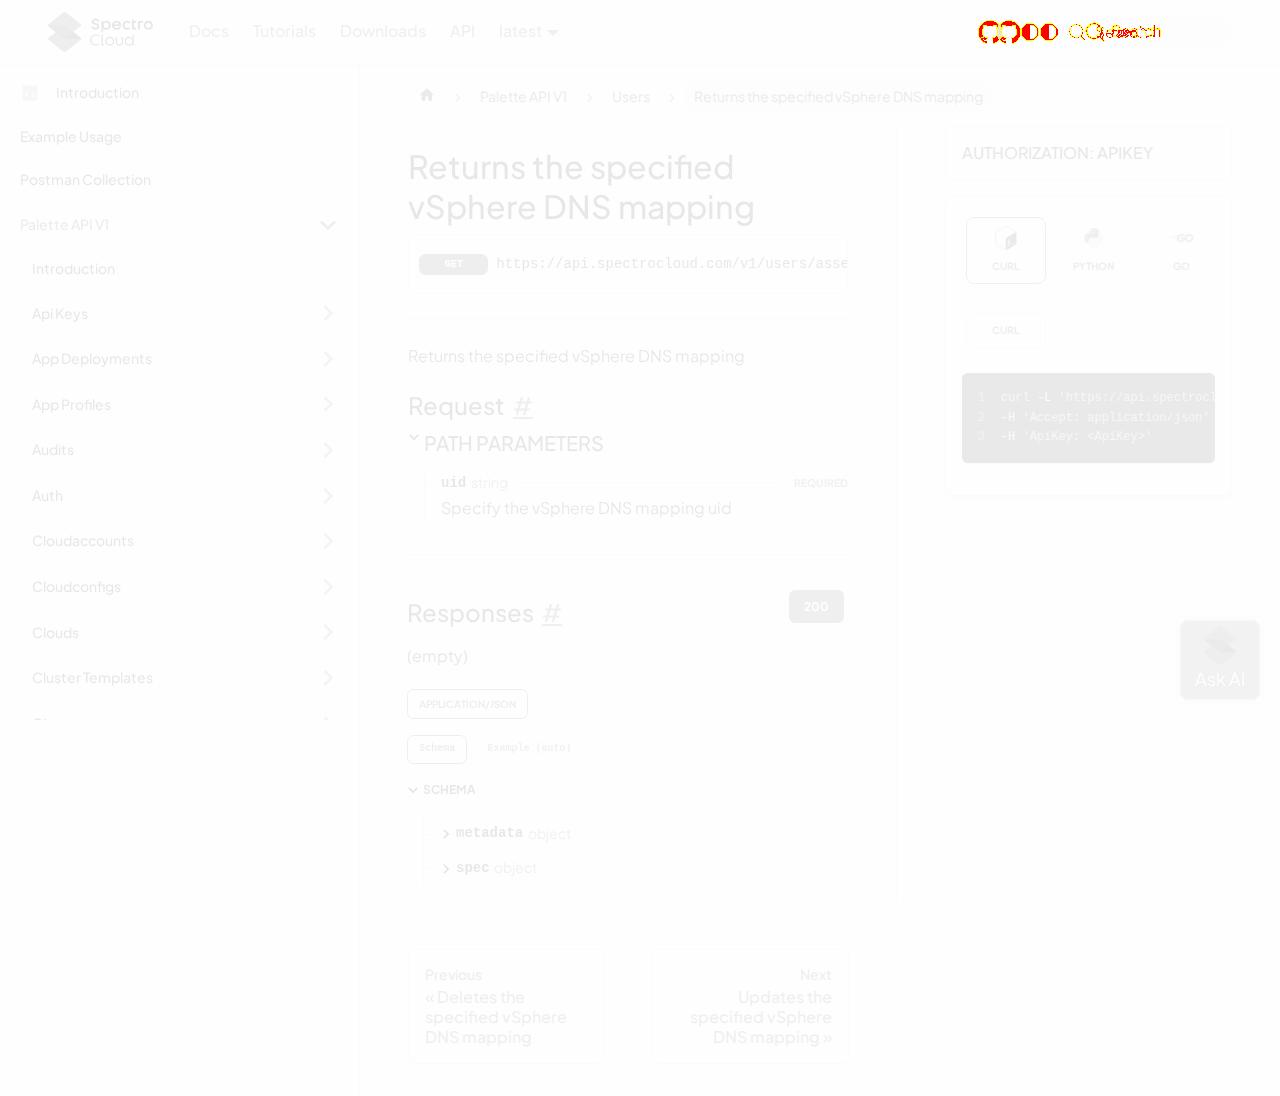 Spectro Cloud
Docs
Tutorials
Downloads
API
latest
Introduction
Example Usage
Postman Collection
Palette API V1
Introduction
Api Keys
App Deployments
App Profiles
Audits
Auth
Cloudaccounts
Cloudconfigs
Clouds
Cluster Templates
Palette API V1
Users
Returns the specified vSphere DNS mapping
Returns the specified
vSphere DNS mapping
GET https://api.spectrocloud.com/v1/users/asse
Returns the specified vSphere DNS mapping
Request #
PATH PARAMETERS
uid string REQUIRED
Specify the vSphere DNS mapping uid
Responses #
200
(empty)
APPLICATION/JSON
Schema
Example (auto)
SCHEMA
metadata object
spec object
Previous
« Deletes the
specified vSphere
DNS mapping
Next
Updates the
specified vSphere
DNS mapping »
AUTHORIZATION: APIKEY
CURL
PYTHON
GO
GO
CURL
1 curl -L 'https://api.spectrocl
2 -H 'Accept: application/json'
3 -H 'ApiKey: <ApiKey>'
Ask AI